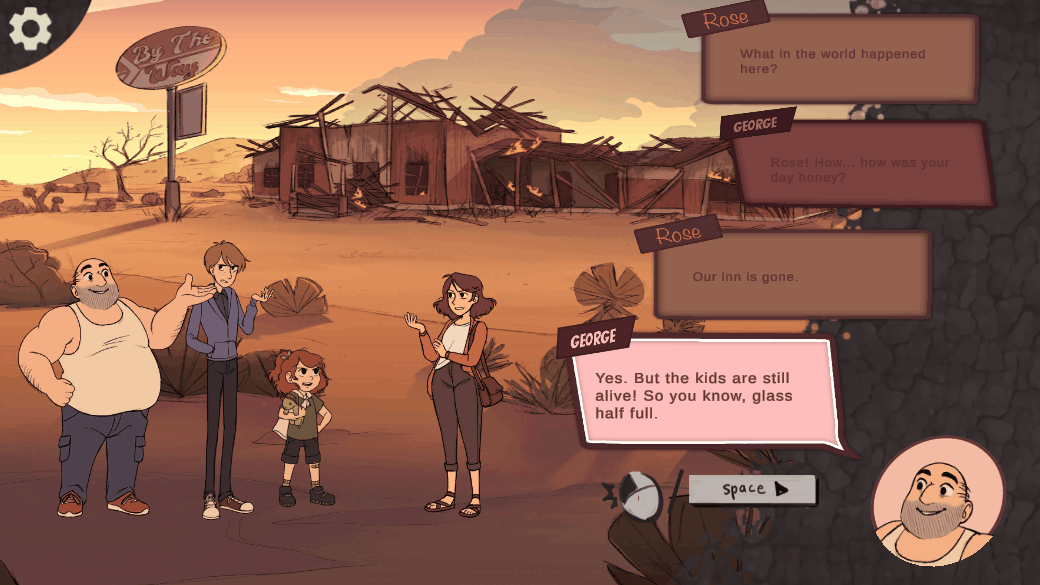 By The
Way
Rose
What in the world happened
here?
GEORGE
Rose! How... how was your
day honey?
Rose
Our inn is gone.
GEORGE
Yes. But the kids are still
alive! So you know, glass
half full.
space